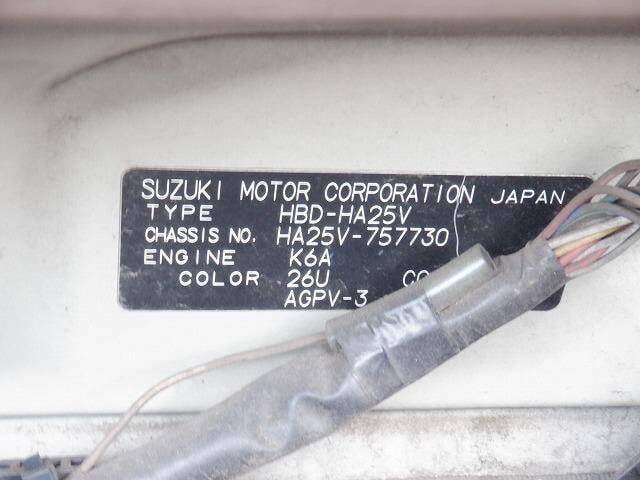 SUZUKI MOTOR CORPORATION JAPAN
TYPE HBD-HA25V
CHASSIS NO. HA25V-757730
ENGINE K6A
COLOR 26U
AGPV-3